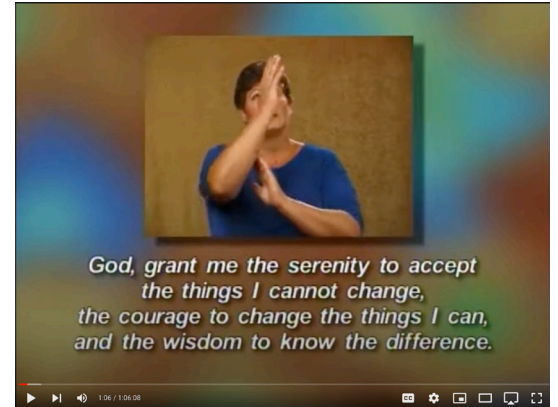 God, grant me the serenity to accept
the things I cannot change,
the courage to change the things I can,
and the wisdom to know the difference.
1:06 / 1:06:08
CC